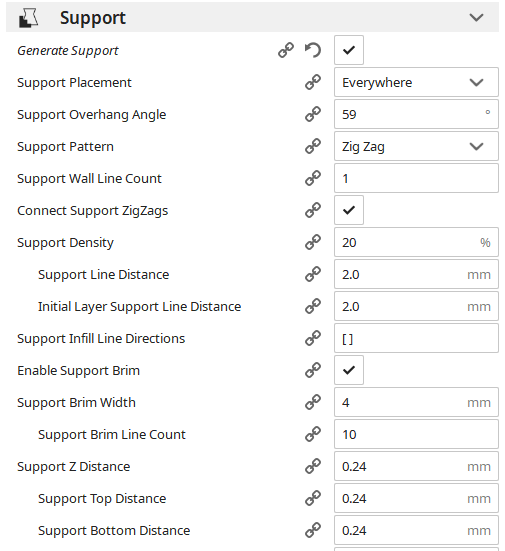 Support
Generate Support
Support Placement Everywhere
Support Overhang Angle 59 °
Support Pattern Zig Zag
Support Wall Line Count 1
Connect Support ZigZags
Support Density 20 %
Support Line Distance 2.0 mm
Initial Layer Support Line Distance 2.0 mm
Support Infill Line Directions [ ]
Enable Support Brim
Support Brim Width 4 mm
Support Brim Line Count 10
Support Z Distance 0.24 mm
Support Top Distance 0.24 mm
Support Bottom Distance 0.24 mm